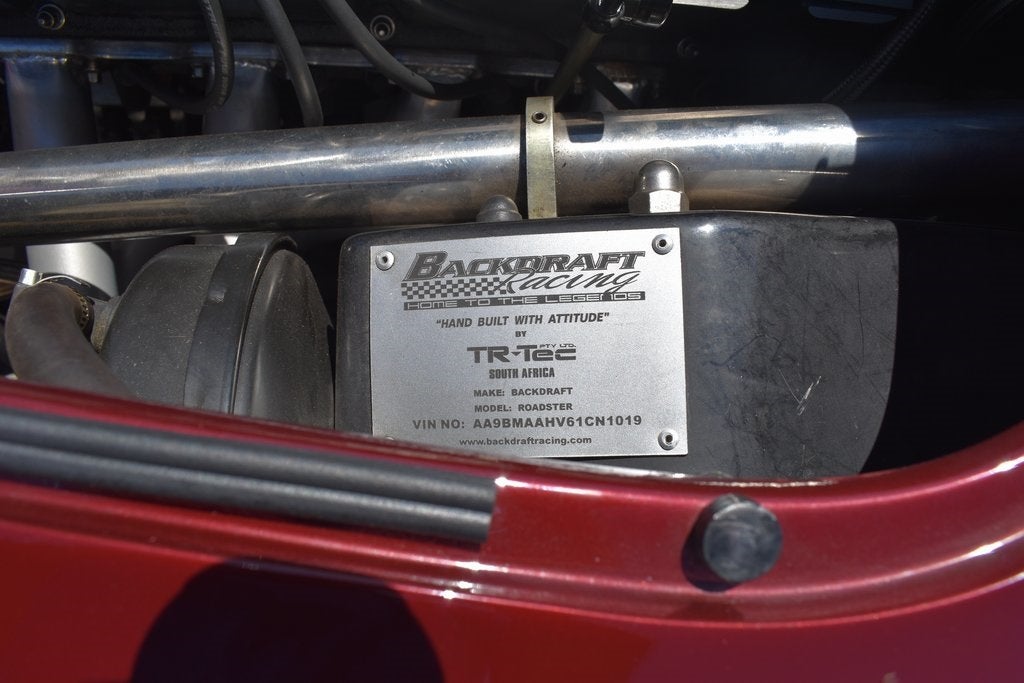 BACKDRAFT
Racing
HOME TO THE LEGENDS
"HAND BUILT WITH ATTITUDE"
BY
TR-TEC PTY LTD.
SOUTH AFRICA
MAKE: BACKDRAFT
MODEL: ROADSTER
VIN NO: AA9BMAAHV61CN1019
www.backdraftracing.com